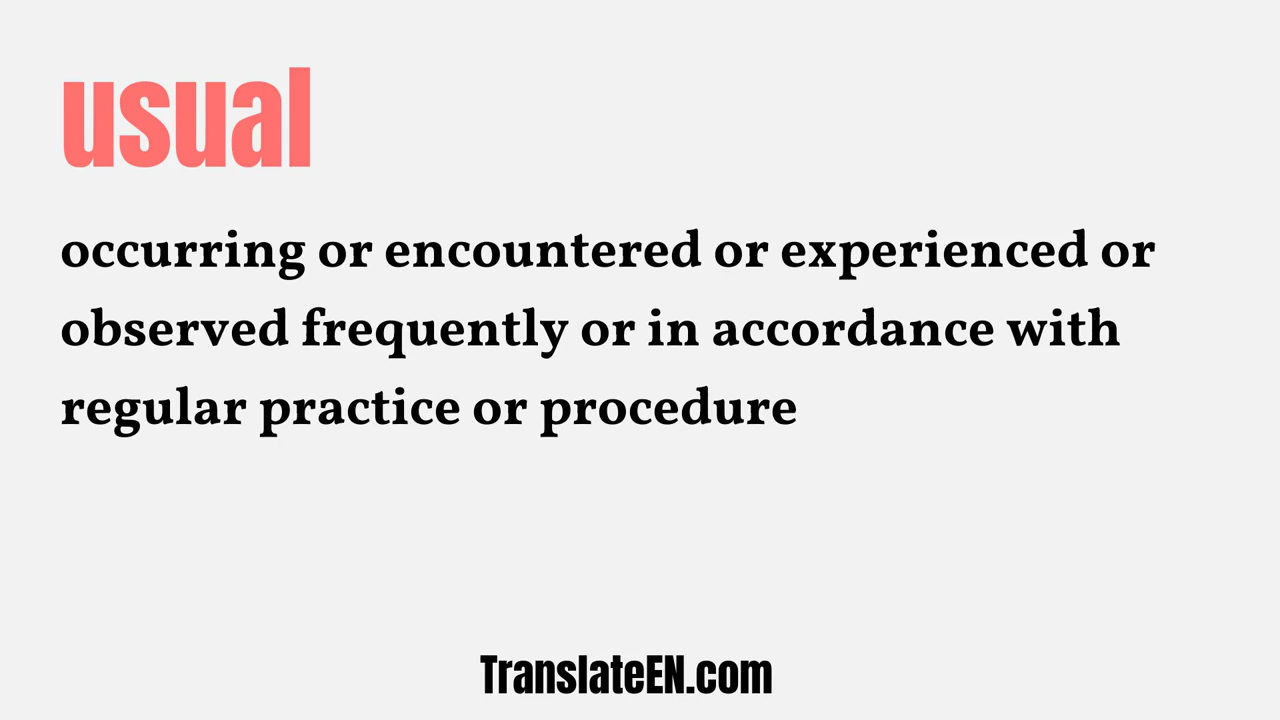 usual
occurring or encountered or experienced or
observed frequently or in accordance with
regular practice or procedure
TranslateEN.com